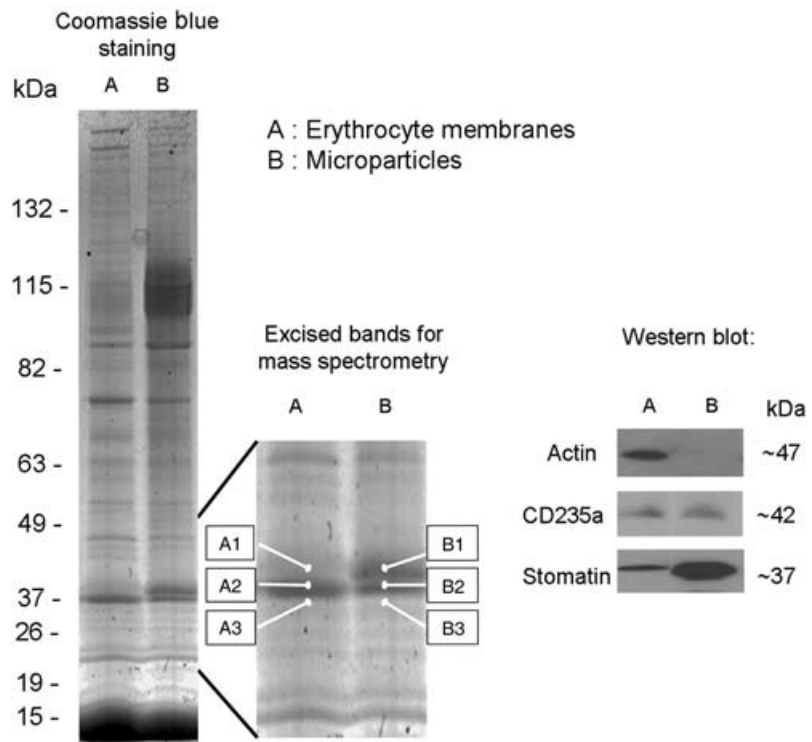 Coomassie blue
staining
kDa
A B
A : Erythrocyte membranes
B : Microparticles
132 -
115 -
82 -
63 -
49 -
37 -
26 -
19 -
15 -
Excised bands for
mass spectrometry
A B
A1
A2
A3
B1
B2
B3
Western blot:
A B kDa
Actin ~47
CD235a ~42
Stomatin ~37